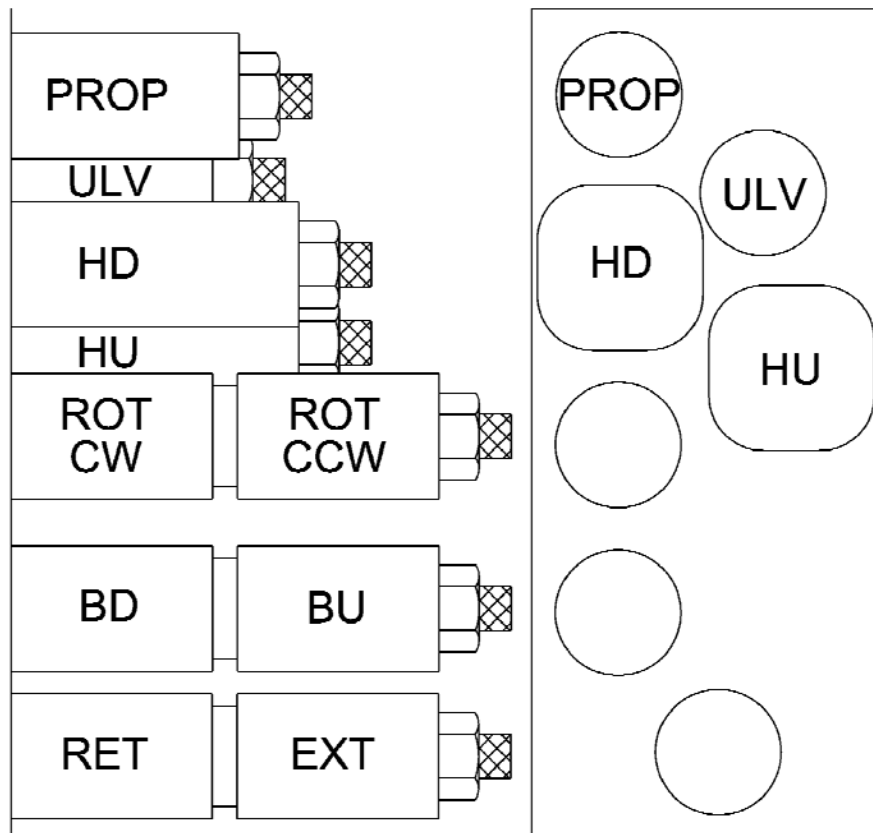 PROP
ULV
HD
HU
ROT
CW
ROT
CCW
BD
BU
RET
EXT
PROP
ULV
HD
HU